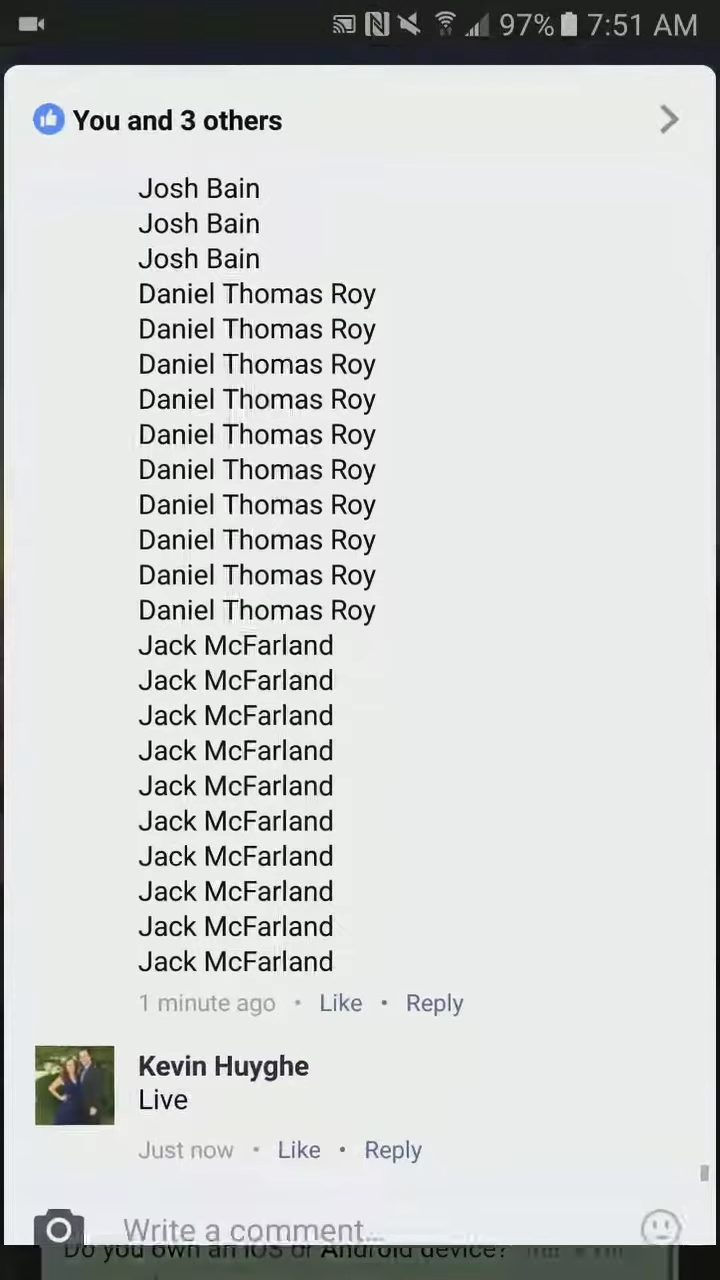 97% 7:51 AM
You and 3 others
Josh Bain
Josh Bain
Josh Bain
Daniel Thomas Roy
Daniel Thomas Roy
Daniel Thomas Roy
Daniel Thomas Roy
Daniel Thomas Roy
Daniel Thomas Roy
Daniel Thomas Roy
Daniel Thomas Roy
Daniel Thomas Roy
Daniel Thomas Roy
Jack McFarland
Jack McFarland
Jack McFarland
Jack McFarland
Jack McFarland
Jack McFarland
Jack McFarland
Jack McFarland
Jack McFarland
Jack McFarland
1 minute ago • Like • Reply
Kevin Huyghe
Live
Just now • Like • Reply
Write a comment...
Do you own an iOS or Android device?